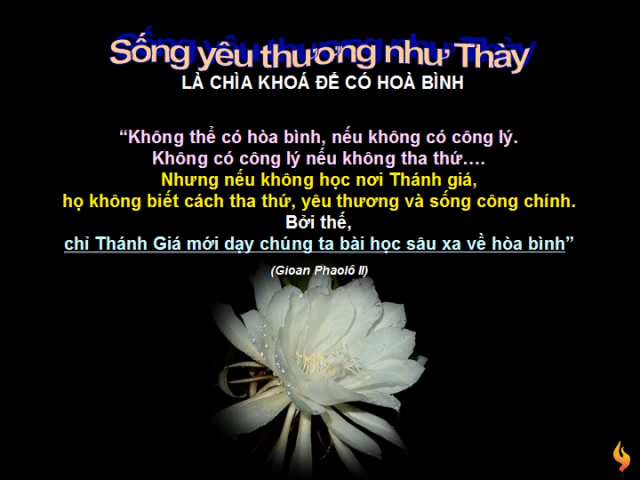 Sống yêu thương như Thày
LÀ CHÌA KHOÁ ĐỂ CÓ HOÀ BÌNH
“Không thể có hòa bình, nếu không có công lý.
Không có công lý nếu không tha thứ….
Nhưng nếu không học nơi Thánh giá,
họ không biết cách tha thứ, yêu thương và sống công chính.
Bởi thế,
chỉ Thánh Giá mới dạy chúng ta bài học sâu xa về hòa bình”
(Gioan Phaolô II)